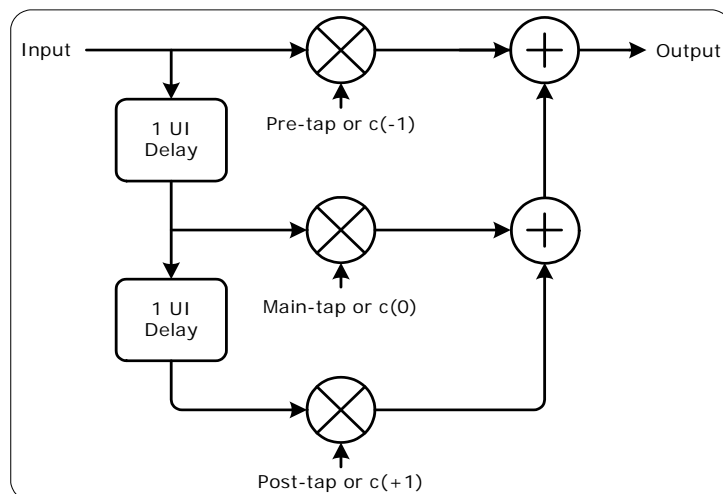 Input
Output
Pre-tap or c(-1)
1 UI
Delay
Main-tap or c(0)
1 UI
Delay
Post-tap or c(+1)